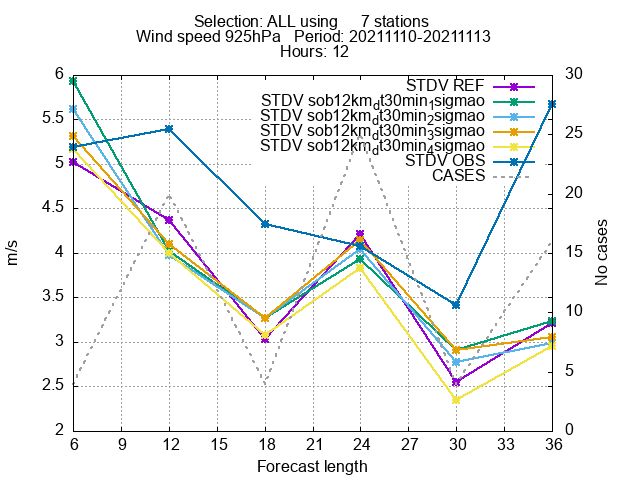 Selection: ALL using 7 stations
Wind speed 925hPa Period: 20211110-20211113
Hours: 12
STDV REF
STDV sob12km_dt30min_1sigmao
STDV sob12km_dt30min_2sigmao
STDV sob12km_dt30min_3sigmao
STDV sob12km_dt30min_4sigmao
STDV OBS
CASES
6
5.5
5
4.5
4
3.5
3
2.5
2
m/s
30
25
20
15
10
5
0
No cases
6 9 12 15 18 21 24 27 30 33 36
Forecast length